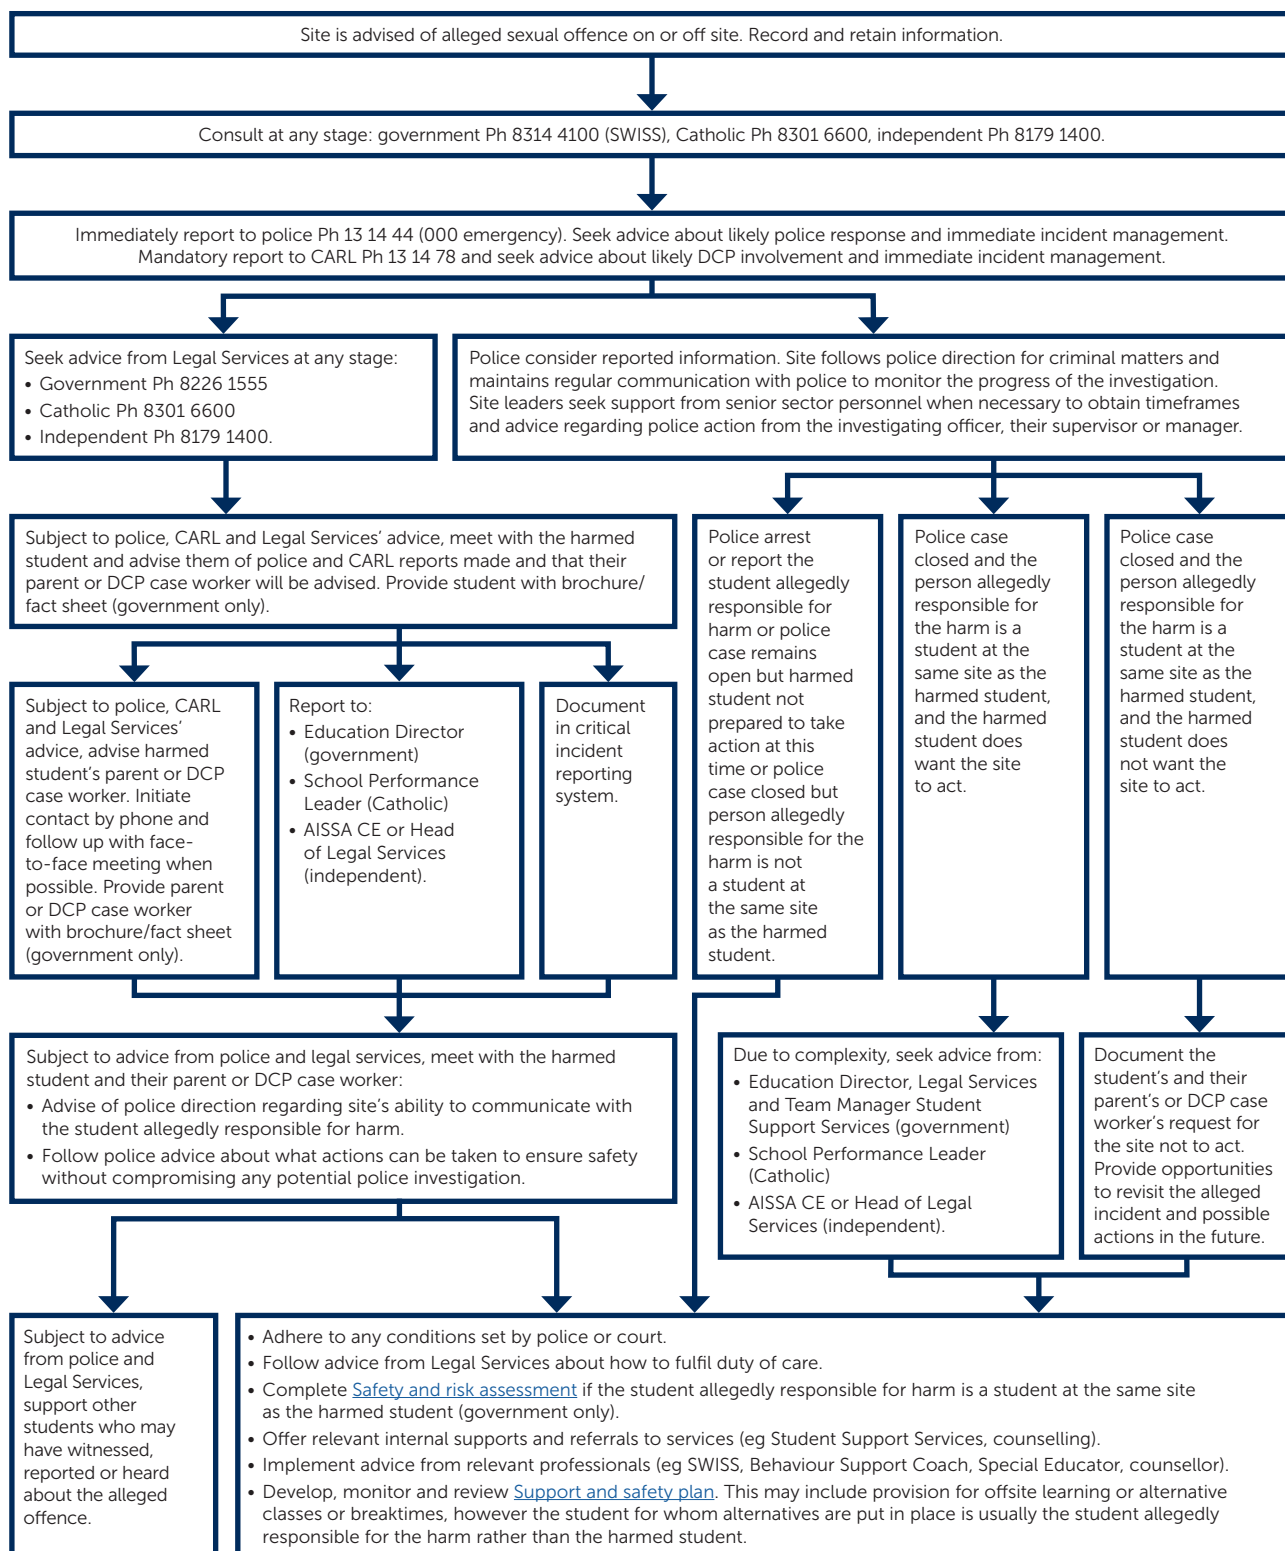 Site is advised of alleged sexual offence on or off site. Record and retain information.
Consult at any stage: government Ph 8314 4100 (SWISS), Catholic Ph 8301 6600, independent Ph 8179 1400.
Immediately report to police Ph 13 14 44 (000 emergency). Seek advice about likely police response and immediate incident management.
Mandatory report to CARL Ph 13 14 78 and seek advice about likely DCP involvement and immediate incident management.
Seek advice from Legal Services at any stage:
• Government Ph 8226 1555
• Catholic Ph 8301 6600
• Independent Ph 8179 1400.
Police consider reported information. Site follows police direction for criminal matters and
maintains regular communication with police to monitor the progress of the investigation.
Site leaders seek support from senior sector personnel when necessary to obtain timeframes
and advice regarding police action from the investigating officer, their supervisor or manager.
Subject to police, CARL and Legal Services' advice, meet with the harmed
student and advise them of police and CARL reports made and that their
parent or DCP case worker will be advised. Provide student with brochure/
fact sheet (government only).
Police arrest
or report the
student allegedly
responsible for
harm or police
case remains
open but harmed
student not
prepared to take
action at this
time or police
case closed but
person allegedly
responsible for the
harm is not
a student at
the same site
as the harmed
student.
Police case
closed and the
person allegedly
responsible for
the harm is a
student at the
same site as the
harmed student,
and the harmed
student does
want the site
to act.
Police case
closed and the
person allegedly
responsible for
the harm is a
student at the
same site as the
harmed student,
and the harmed
student does
not want the
site to act.
Subject to police, CARL
and Legal Services'
advice, advise harmed
student's parent or DCP
case worker. Initiate
contact by phone and
follow up with face-
to-face meeting when
possible. Provide parent
or DCP case worker
with brochure/fact sheet
(government only).
Report to:
• Education Director
(government)
• School Performance
Leader (Catholic)
• AISSA CE or Head
of Legal Services
(independent).
Document
in critical
incident
reporting
system.
Subject to advice from police and legal services, meet with the harmed
student and their parent or DCP case worker:
• Advise of police direction regarding site's ability to communicate with
the student allegedly responsible for harm.
• Follow police advice about what actions can be taken to ensure safety
without compromising any potential police investigation.
Due to complexity, seek advice from:
• Education Director, Legal Services
and Team Manager Student
Support Services (government)
• School Performance Leader
(Catholic)
• AISSA CE or Head of Legal
Services (independent).
Document the
student's and their
parent's or DCP case
worker's request for
the site not to act.
Provide opportunities
to revisit the alleged
incident and possible
actions in the future.
Subject to advice
from police and
Legal Services,
support other
students who may
have witnessed,
reported or heard
about the alleged
offence.
• Adhere to any conditions set by police or court.
• Follow advice from Legal Services about how to fulfil duty of care.
• Complete Safety and risk assessment if the student allegedly responsible for harm is a student at the same site
as the harmed student (government only).
• Offer relevant internal supports and referrals to services (eg Student Support Services, counselling).
• Implement advice from relevant professionals (eg SWISS, Behaviour Support Coach, Special Educator, counsellor).
• Develop, monitor and review Support and safety plan. This may include provision for offsite learning or alternative
classes or breaktimes, however the student for whom alternatives are put in place is usually the student allegedly
responsible for the harm rather than the harmed student.